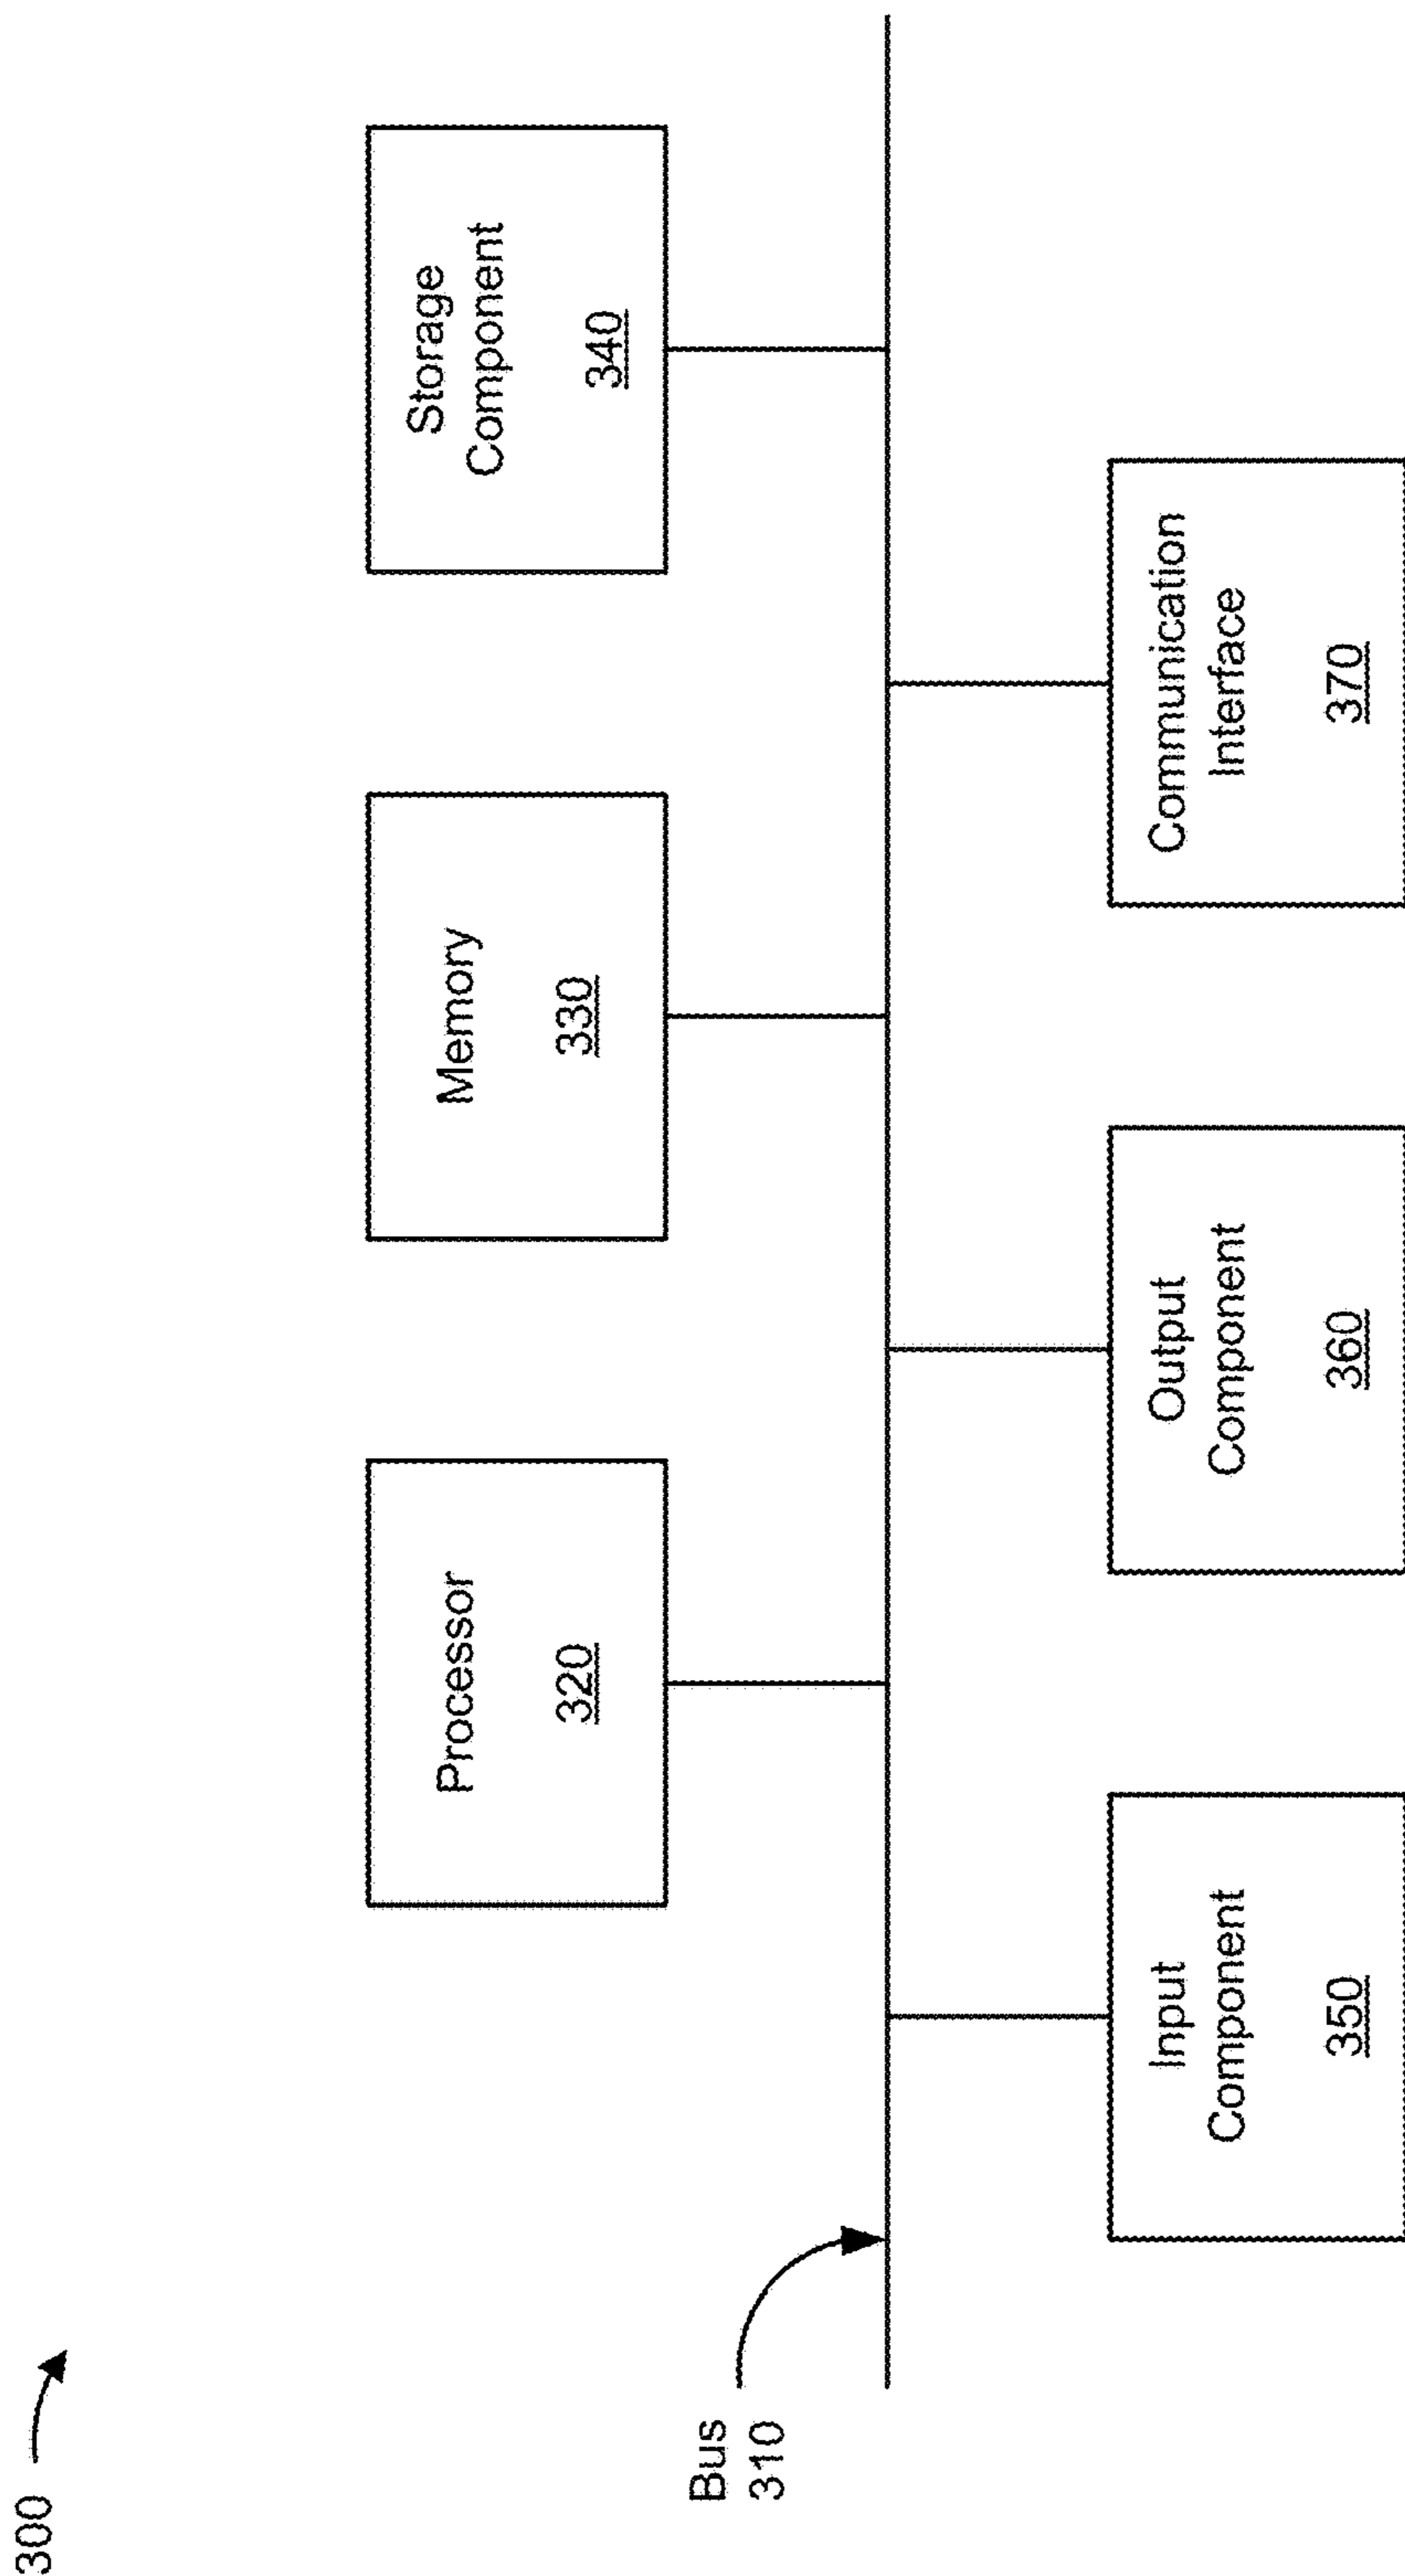 300
Processor
320
Memory
330
Storage
Component
340
Bus
310
Input
Component
350
Output
Component
360
Communication
Interface
370